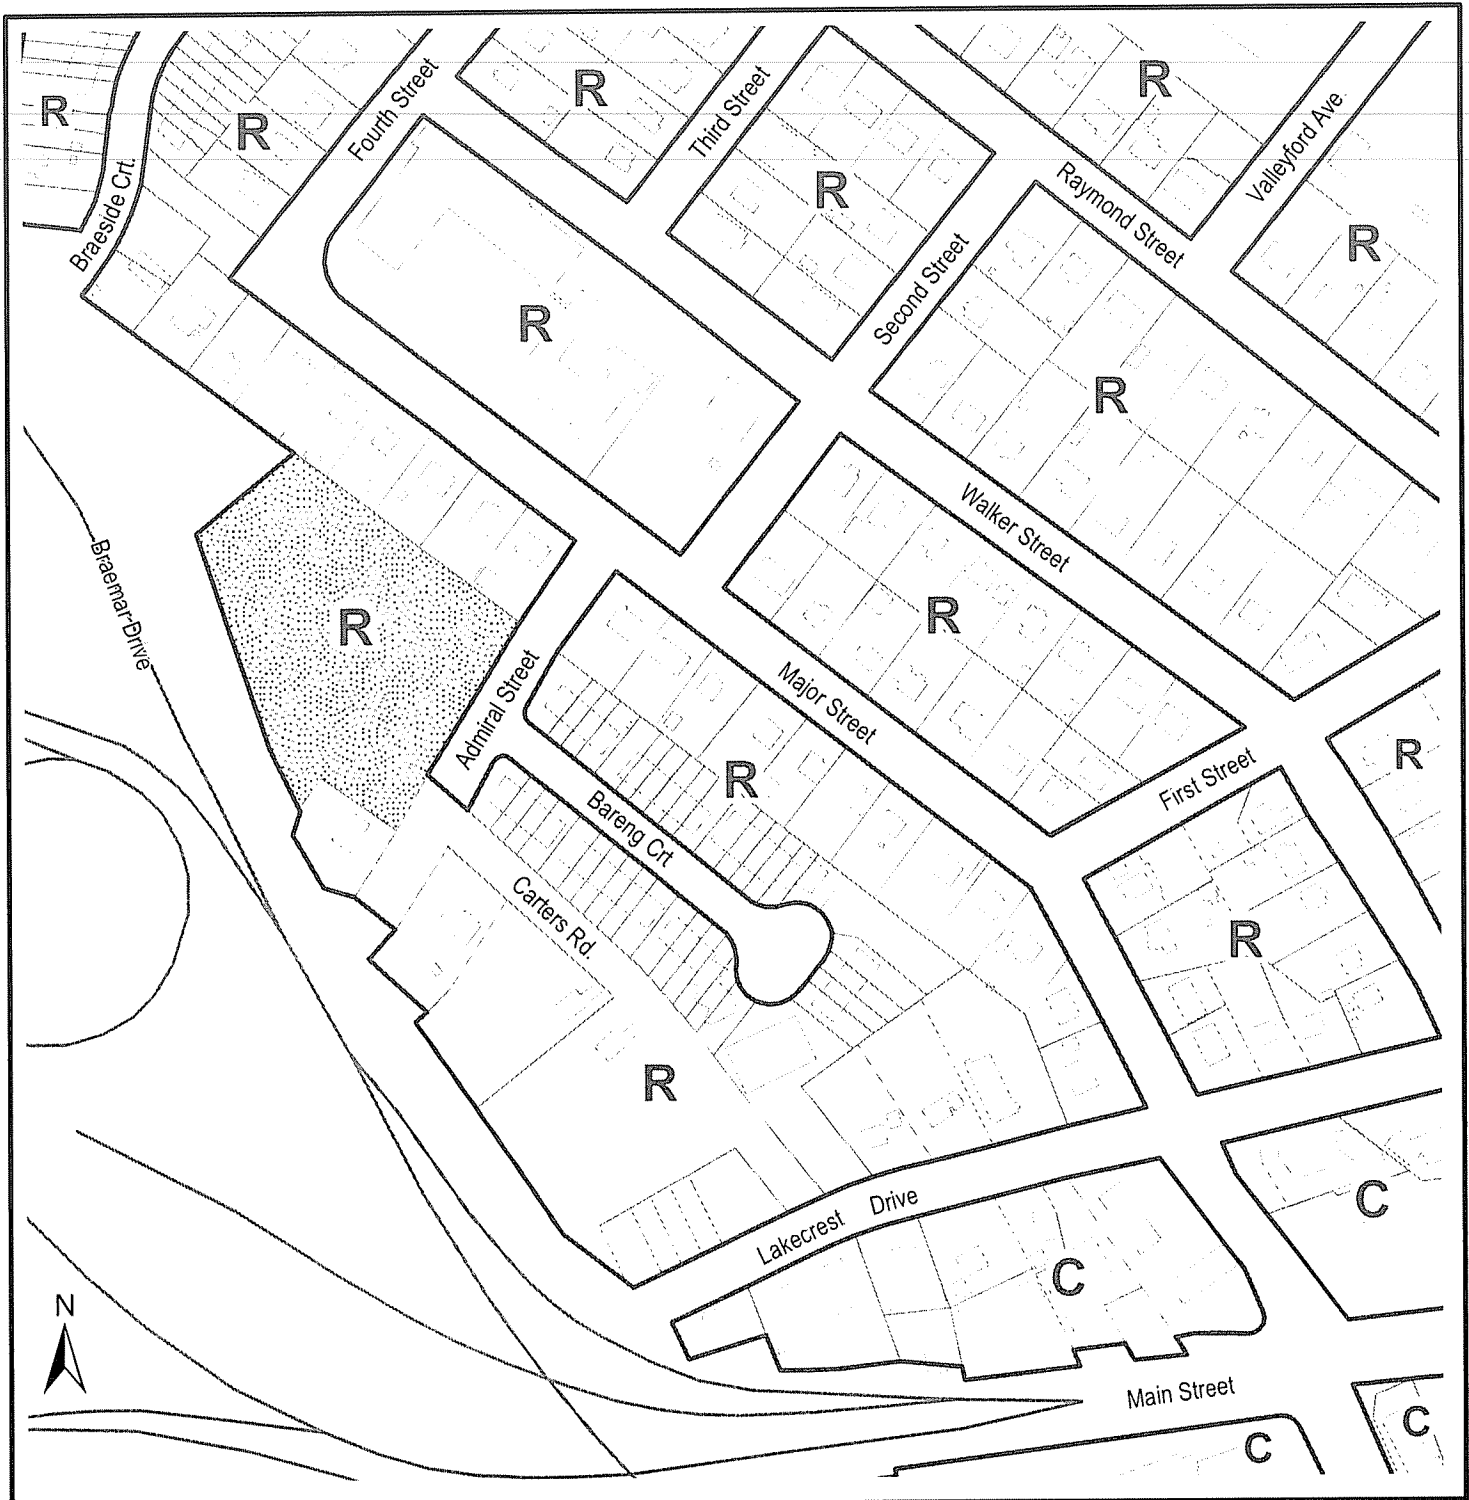 R
R
Fourth Street
R
Third Street
R
Valleyford Ave
Braeside Crt.
R
Raymond Street
R
Second Street
R
R
Walker Street
Braemar Drive
R
R
Admiral Street
Major Street
R
First Street
R
Bareng Crt
Carters Rd.
R
R
Lakecrest Drive
C
C
N
Main Street
C
C